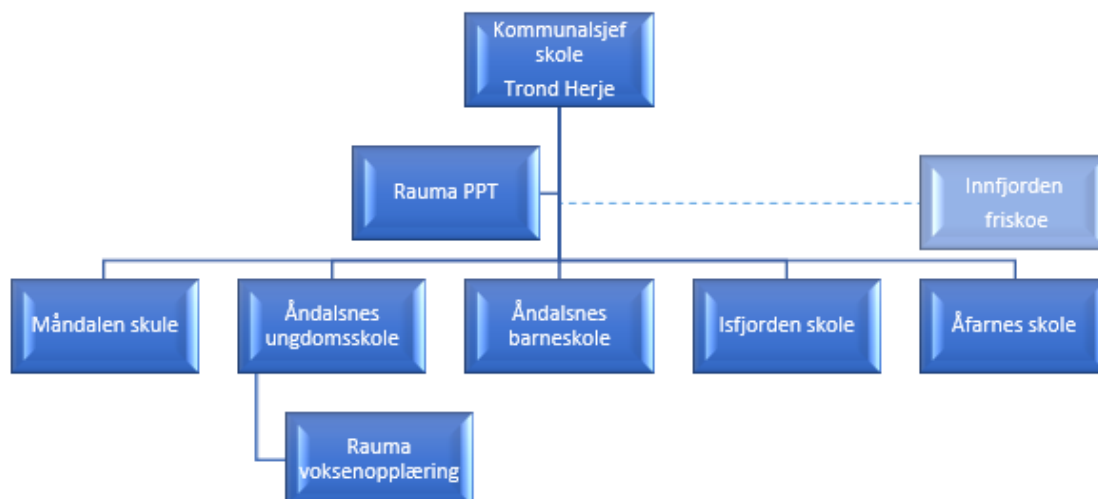 Kommunalsjef
skole
Trond Herje
Rauma PPT
Innfjorden
friskoe
Måndalen skule
Åndalsnes
ungdomsskole
Åndalsnes
barneskole
Isfjorden skole
Åfarnes skole
Rauma
voksenopplæring